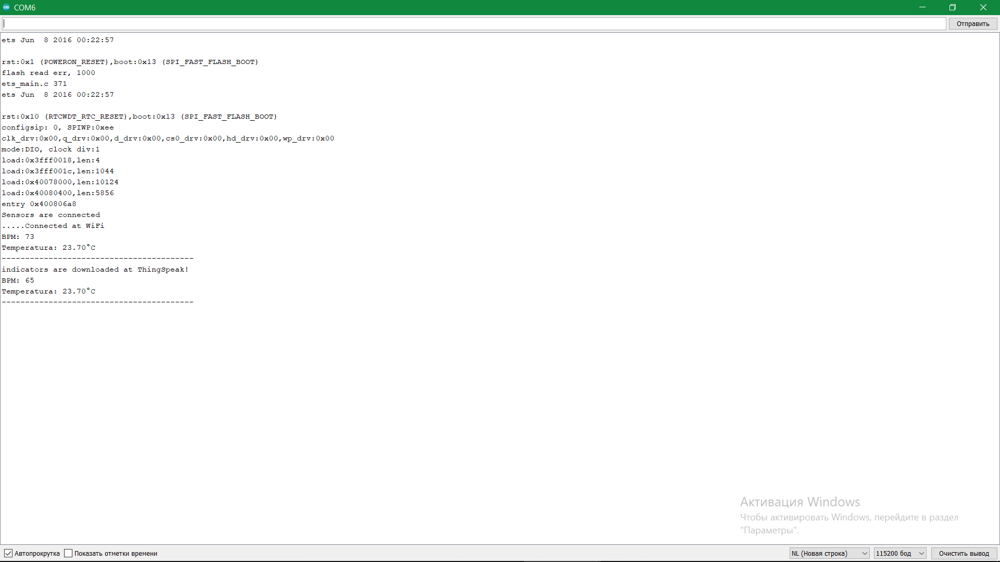 COM6
Отправить
ets Jun  8 2016 00:22:57
rst:0x1 (POWERON_RESET),boot:0x13 (SPI_FAST_FLASH_BOOT)
flash read err, 1000
ets_main.c 371
ets Jun  8 2016 00:22:57
rst:0x10 (RTCWDT_RTC_RESET),boot:0x13 (SPI_FAST_FLASH_BOOT)
configsip: 0, SPIWP:0xee
clk_drv:0x00,q_drv:0x00,d_drv:0x00,cs0_drv:0x00,hd_drv:0x00,wp_drv:0x00
mode:DIO, clock div:1
load:0x3fff0018,len:4
load:0x3fff001c,len:1044
load:0x40078000,len:10124
load:0x40080400,len:5856
entry 0x400806a8
Sensors are connected
.....Connected at WiFi
BPM: 73
Temperatura: 23.70°C
-----------------------------------------
indicators are downloaded at ThingSpeak!
BPM: 65
Temperatura: 23.70°C
-----------------------------------------
Активация Windows
Чтобы активировать Windows, перейдите в раздел
"Параметры".
Автопрокрутка Показать отметки времени NL (Новая строка) 115200 бод Очистить вывод